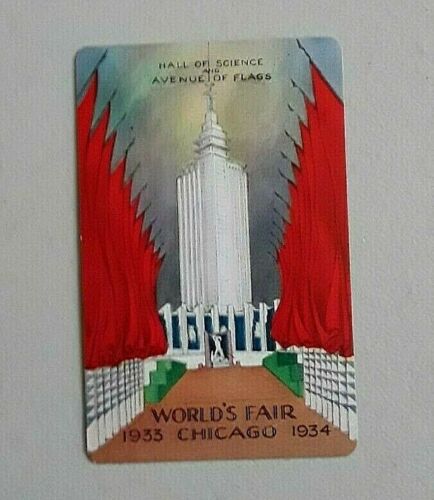 HALL OF SCIENCE
AND
AVENUE OF FLAGS
WORLD'S FAIR
1933 CHICAGO 1934